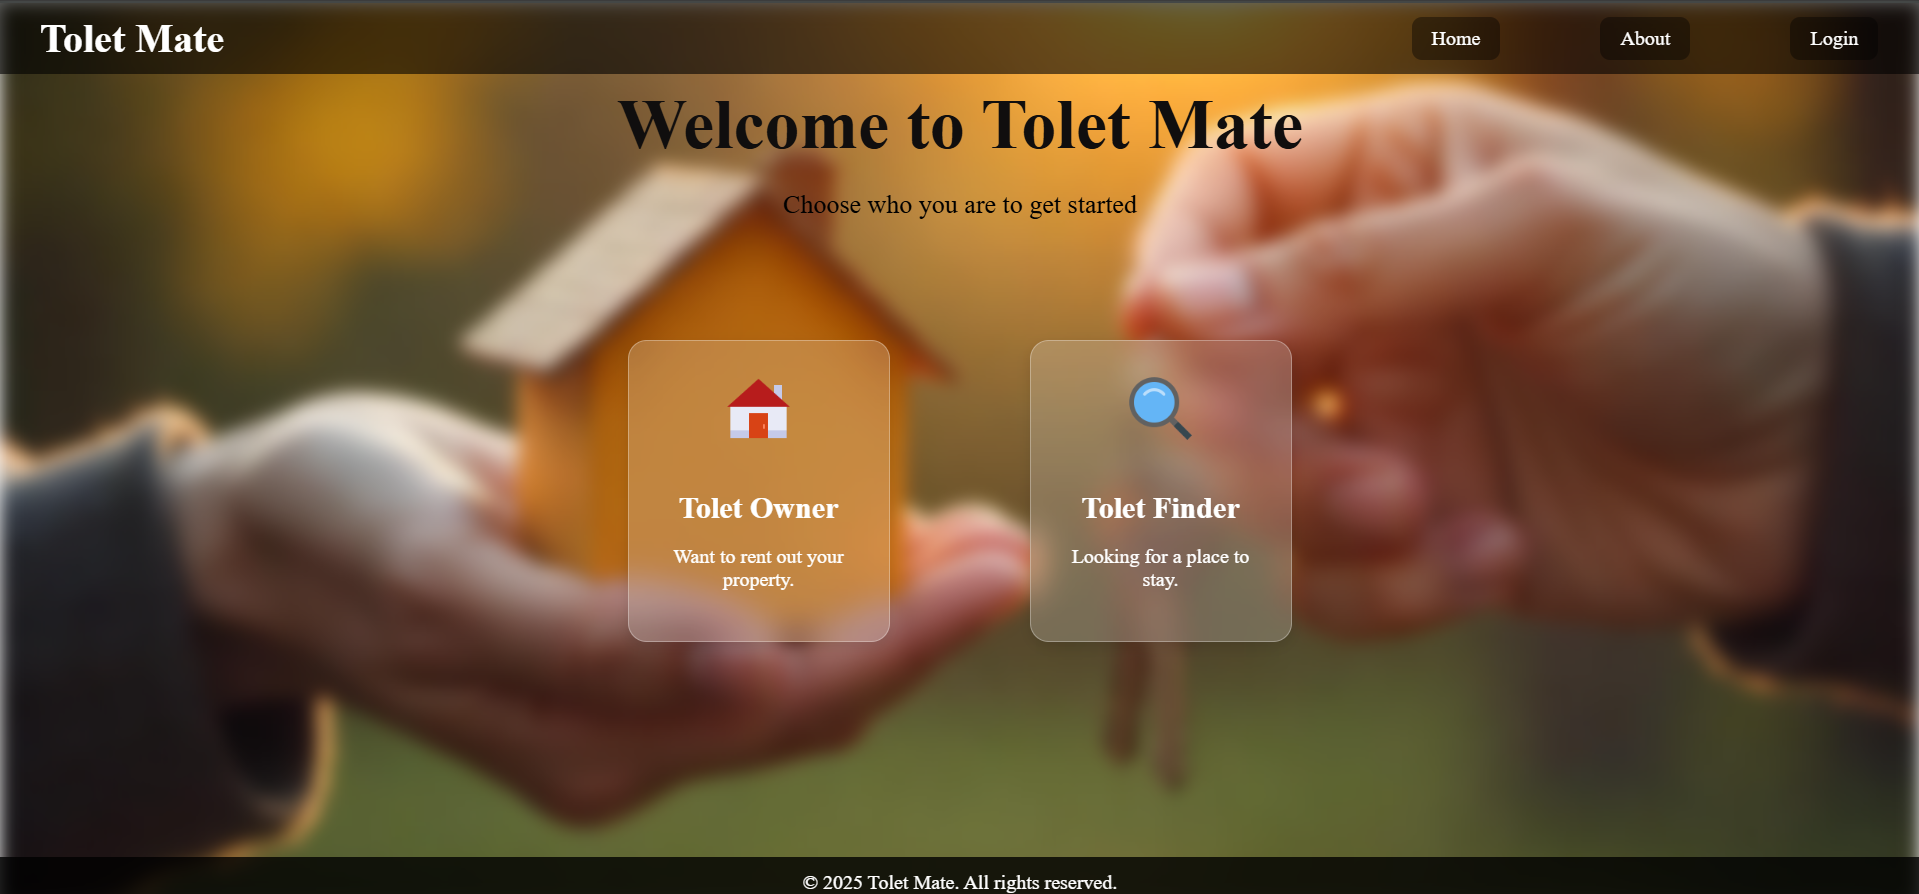 Tolet Mate
Home
About
Login
Welcome to Tolet Mate
Choose who you are to get started
Tolet Owner
Want to rent out your
property.
Tolet Finder
Looking for a place to
stay.
© 2025 Tolet Mate. All rights reserved.